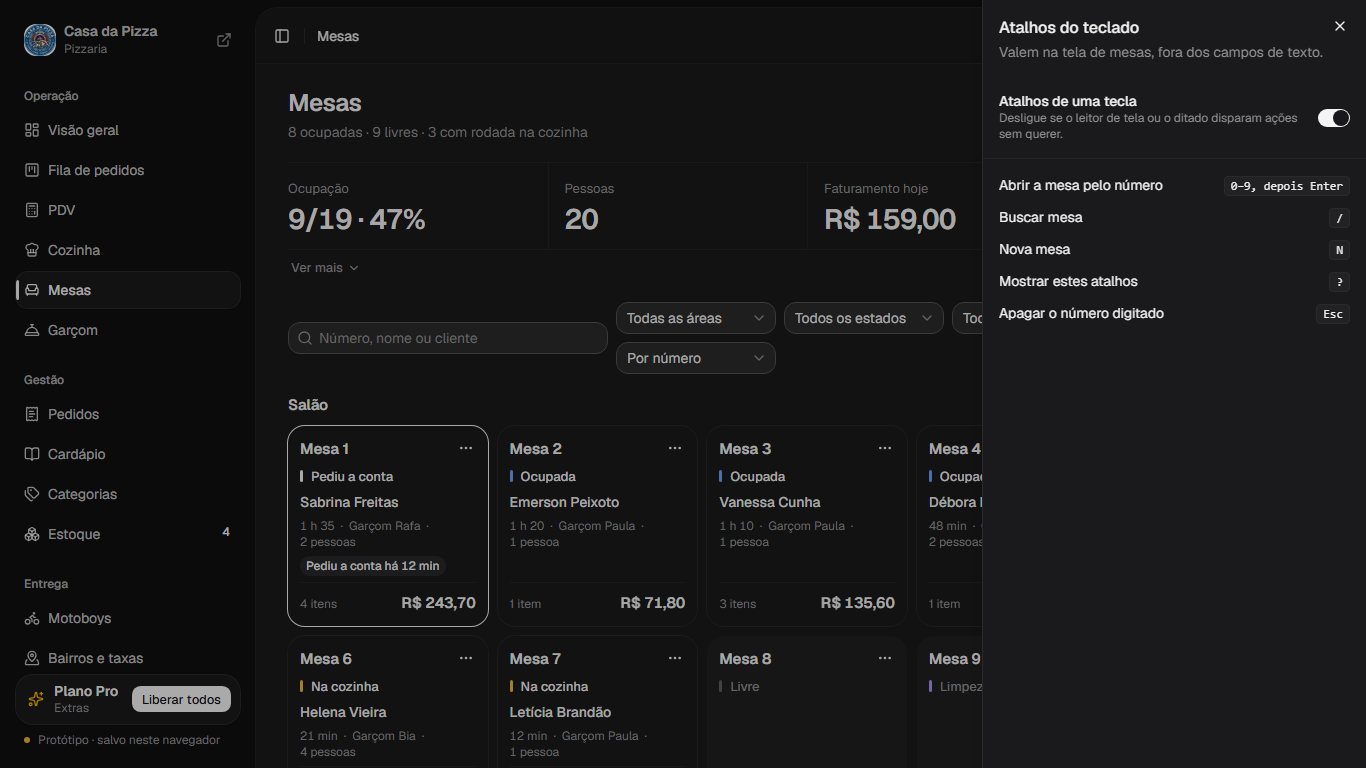 Casa da Pizza
Pizzaria
Operação
Visão geral
Fila de pedidos
PDV
Cozinha
Mesas
Garçom
Gestão
Pedidos
Cardápio
Categorias
Estoque 4
Entrega
Motoboys
Bairros e taxas
Plano Pro
Extras
Liberar todos
Protótipo · salvo neste navegador
Mesas
Mesas
8 ocupadas · 9 livres · 3 com rodada na cozinha
Ocupação
9/19 · 47%
Pessoas
20
Faturamento hoje
R$ 159,00
Ver mais
Número, nome ou cliente
Todas as áreas
Todos os estados
Por número
Salão
Mesa 1
Pediu a conta
Sabrina Freitas
1 h 35 · Garçom Rafa ·
2 pessoas
Pediu a conta há 12 min
4 itens R$ 243,70
Mesa 2
Ocupada
Emerson Peixoto
1 h 20 · Garçom Paula ·
1 pessoa
1 item R$ 71,80
Mesa 3
Ocupada
Vanessa Cunha
1 h 10 · Garçom Paula ·
1 pessoa
3 itens R$ 135,60
Mesa 4
Débora
48 min ·
2 pessoas
1 item
Mesa 6
Na cozinha
Helena Vieira
21 min · Garçom Bia ·
4 pessoas
Mesa 7
Na cozinha
Letícia Brandão
12 min · Garçom Paula ·
1 pessoa
Mesa 8
Livre
Mesa 9
Atalhos do teclado
Valem na tela de mesas, fora dos campos de texto.
Atalhos de uma tecla
Desligue se o leitor de tela ou o ditado disparam ações
sem querer.
Abrir a mesa pelo número 0–9, depois Enter
Buscar mesa /
Nova mesa N
Mostrar estes atalhos ?
Apagar o número digitado Esc